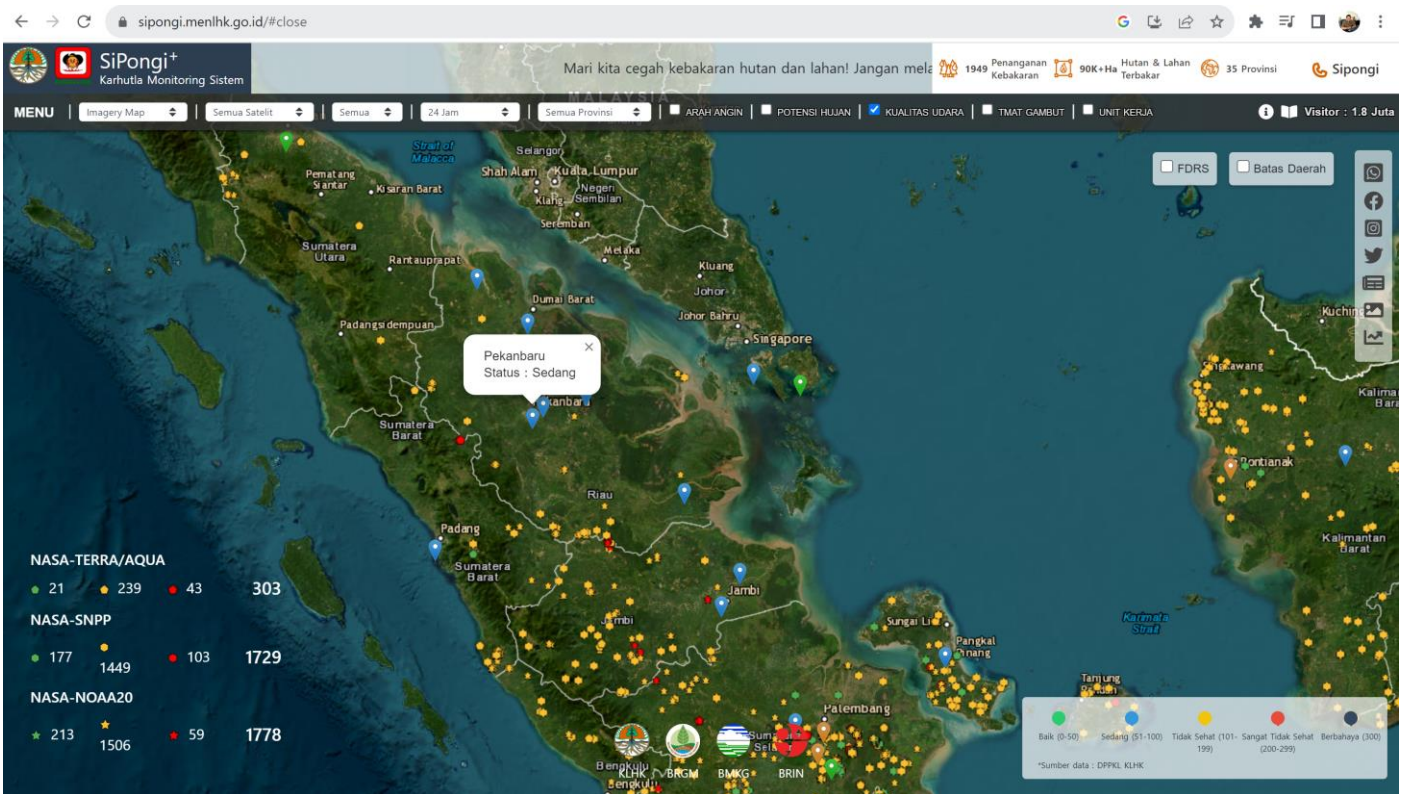 sipongi.menlhk.go.id/#close
SiPongi+
Karhutla Monitoring Sistem
Mari kita cegah kebakaran hutan dan lahan! Jangan mela
1949 Penanganan Kebakaran
90K+Ha Hutan & Lahan Terbakar
35 Provinsi
Sipongi
MALAYSIA
MENU
Imagery Map
Semua Satelit
Semua
24 Jam
Semua Provinsi
ARAH ANGIN
POTENSI HUJAN
KUALITAS UDARA
TMAT GAMBUT
UNIT KERJA
Visitor : 1.8 Juta
FDRS
Batas Daerah
Strait of
Malacca
Selangor
Pematang
Siantar
Kisaran Barat
Shah Alam
Kuala Lumpur
Klang
Negeri
Sembilan
Seremban
Sumatera
Utara
Rantauprapat
Melaka
Kluang
Johor
Dumai Barat
Johor Bahru
Padangsidempuan
Singapore
Kuching
Pekanbaru
Status : Sedang
kanbaru
Sumatera
Barat
Riau
Padang
Sumatera
Barat
Jambi
Pontianak
Kalimantan
Barat
Karimata
Strait
Pangkal
Palembang
NASA-TERRA/AQUA
21 239 43 303
NASA-SNPP
177 1449 103 1729
NASA-NOAA20
213 1506 59 1778
KLHK
BRGM
BMKG
BRIN
Bengkulu
Baik (0-50)
Sedang (51-100)
Tidak Sehat (101-
199)
Sangat Tidak Sehat
(200-299)
Berbahaya (300)
*Sumber data : DPPKL KLHK